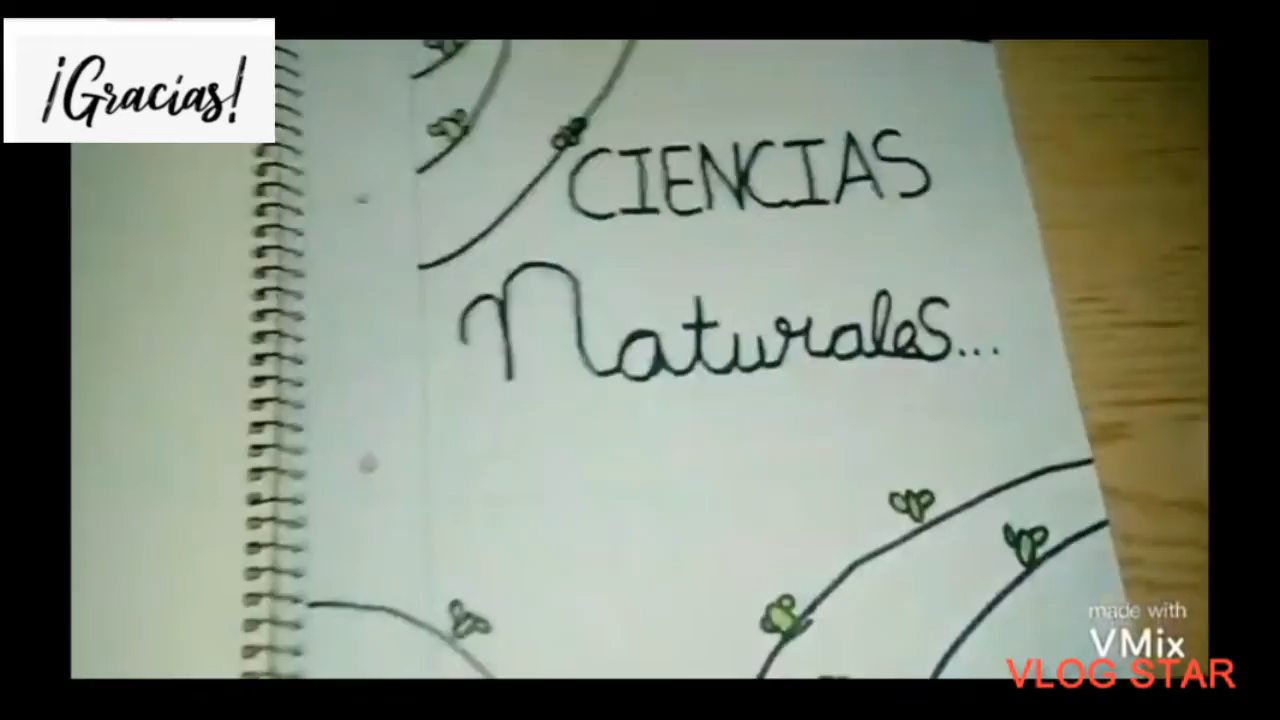 ¡Gracias!
CIENCIAS
Naturales...
made with
VMix
VLOG STAR